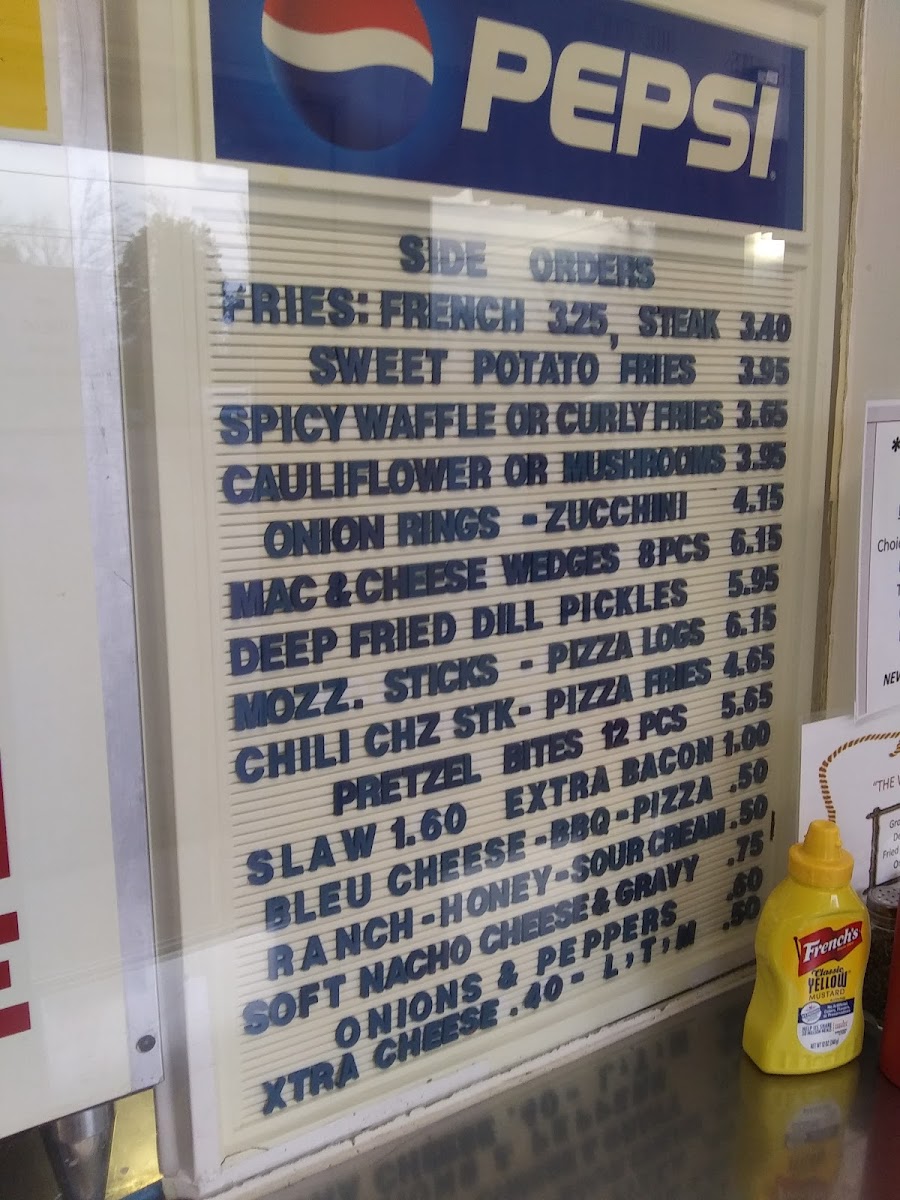 PEPSI
SIDE ORDERS
FRIES: FRENCH 3.25, STEAK 3.40
SWEET POTATO FRIES 3.95
SPICY WAFFLE OR CURLY FRIES 3.65
CAULIFLOWER OR MUSHROOMS 3.95
ONION RINGS - ZUCCHINI 4.15
MAC & CHEESE WEDGES 8 PCS 6.15
DEEP FRIED DILL PICKLES 5.95
MOZZ. STICKS - PIZZA LOGS 6.15
CHILI CHZ STK - PIZZA FRIES 4.65
PRETZEL BITES 12 PCS 5.65
SLAW 1.60 EXTRA BACON 1.00
BLEU CHEESE - BBQ - PIZZA .50
RANCH - HONEY - SOUR CREAM .50
SOFT NACHO CHEESE & GRAVY .75
ONIONS & PEPPERS .60
XTRA CHEESE .40 " L'T'M .50
French's
Classic
YELLOW
MUSTARD
Choi
NEW
"THE
Fried